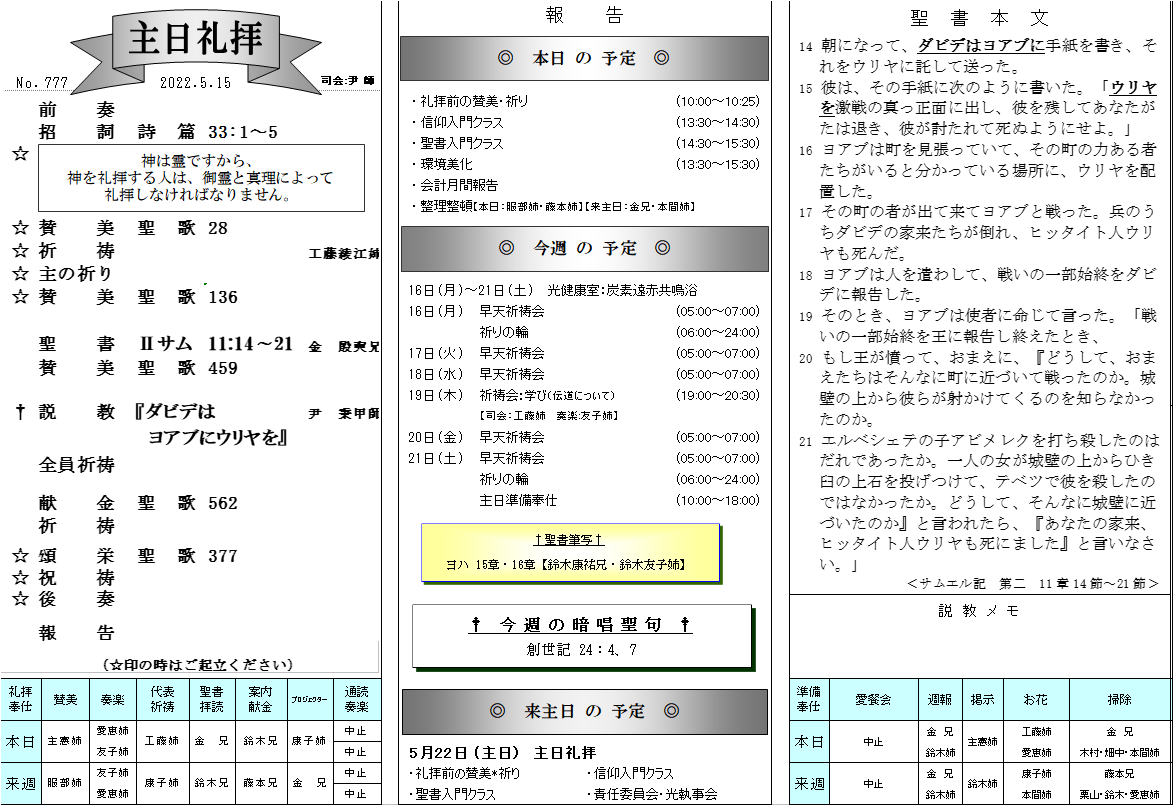 主日礼拝
No. 777
2022.5.15
司会:尹 師
前 奏
招 詞 詩 篇 33:1～5
☆
神は霊ですから、
神を礼拝する人は、御霊と真理によって
礼拝しなければなりません。
☆ 賛 美 聖 歌 28
☆ 祈 祷 工藤綾江姉
☆ 主の祈り
☆ 賛 美 聖 歌 136
聖 書 Ⅱサム 11:14～21 金 殷実兄
賛 美 聖 歌 459
† 説 教 『ダビデは 尹 秉甲師
ヨアブにウリヤを』
全員祈祷
献 金 聖 歌 562
祈 祷
☆ 頌 栄 聖 歌 377
☆ 祝 祷
☆ 後 奏
報 告
(☆印の時はご起立ください)
礼拝奉仕 賛美 奏楽 代表祈祷 聖書拝読 案内献金 プロジェクター 通読奏楽
本日 主憲姉 愛恵姉 友子姉 工藤姉 金 兄 鈴木兄 康子姉 中止 中止
来週 服部姉 友子姉 愛恵姉 康子姉 鈴木兄 藤本兄 金 兄 中止 中止
報 告
◎ 本日 の 予定 ◎
・礼拝前の賛美・祈り (10:00～10:25)
・信仰入門クラス (13:30～14:30)
・聖書入門クラス (14:30～15:30)
・環境美化 (13:30～15:30)
・会計月間報告
・整理整頓【本日:服部姉・藤本姉】【来主日:金兄・本間姉】
◎ 今週 の 予定 ◎
16日(月)～21日(土) 光健康室:炭素遠赤共鳴浴
16日(月) 早天祈祷会 (05:00～07:00)
祈りの輪 (06:00～24:00)
17日(火) 早天祈祷会 (05:00～07:00)
18日(水) 早天祈祷会 (05:00～07:00)
19日(木) 祈祷会:学び(伝道について) (19:00～20:30)
【司会:工藤姉 奏楽:友子姉】
20日(金) 早天祈祷会 (05:00～07:00)
21日(土) 早天祈祷会 (05:00～07:00)
祈りの輪 (06:00～24:00)
主日準備奉仕 (10:00～18:00)
†聖書筆写†
ヨハ 15章・16章【鈴木康祐兄・鈴木友子姉】
† 今週の暗唱聖句 †
創世記 24:4、7
◎ 来主日 の 予定 ◎
5月22日(主日) 主日礼拝
・礼拝前の賛美*祈り ・信仰入門クラス
・聖書入門クラス ・責任委員会・光執事会
聖書本文
14 朝になって、ダビデはヨアブに手紙を書き、そ
れをウリヤに託して送った。
15 彼は、その手紙に次のように書いた。「ウリヤ
を激戦の真っ正面に出し、彼を残してあなたが
たは退き、彼が討たれて死ぬようにせよ。」
16 ヨアブは町を見張っていて、その町の力ある者
たちがいると分かっている場所に、ウリヤを配
置した。
17 その町の者が出て来てヨアブと戦った。兵のう
ちダビデの家来たちが倒れ、ヒッタイト人ウリ
ヤも死んだ。
18 ヨアブは人を遣わして、戦いの一部始終をダビ
デに報告した。
19 そのとき、ヨアブは使者に命じて言った。「戦
いの一部始終を王に報告し終えたとき、
20 もし王が憤って、おまえに、『どうして、おま
えたちはそんなに町に近づいて戦ったのか。城
壁の上から彼らが射かけてくるのを知らなかっ
たのか。
21 エルベシェテの子アビメレクを打ち殺したのは
だれであったか。一人の女が城壁の上からひき
臼の上石を投げつけて、テベツで彼を殺したの
ではなかったか。どうして、そんなに城壁に近
づいたのか』と言われたら、『あなたの家来、
ヒッタイト人ウリヤも死にました』と言いなさ
い。」
＜サムエル記 第二 11章14節～21節＞
説教メモ
準備奉仕 愛餐会 週報 掲示 お花 掃除
本日 中止 金 兄 鈴木姉 主憲姉 工藤姉 愛恵姉 金 兄 木村・畑中・本間姉
来週 中止 金 兄 鈴木姉 鈴木姉 康子姉 本間姉 藤本兄 栗山・鈴木・愛恵姉